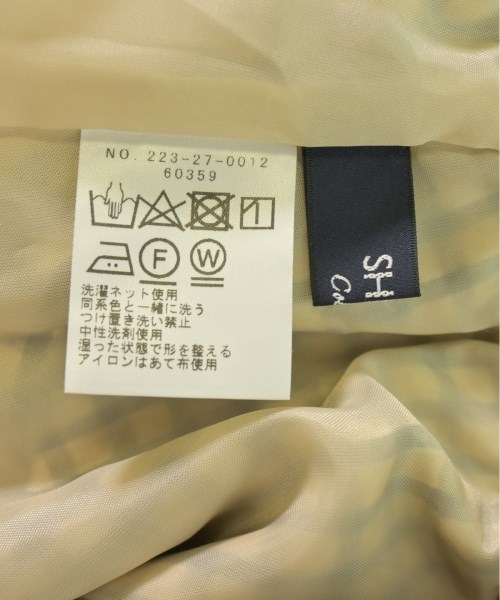 NO. 223-27-0012
60359
F
W
洗濯ネット使用
同系色と一緒に洗う
つけ置き洗い禁止
中性洗剤使用
湿った状態で形を整える
アイロンはあて布使用
SH
Co